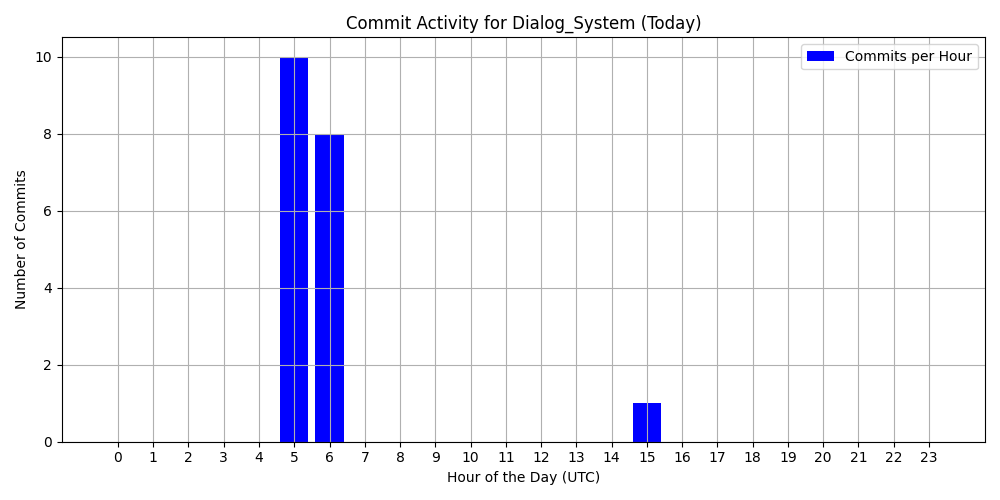 Commit Activity for Dialog_System (Today)
Commits per Hour
Number of Commits
10
8
6
4
2
0
0 1 2 3 4 5 6 7 8 9 10 11 12 13 14 15 16 17 18 19 20 21 22 23
Hour of the Day (UTC)